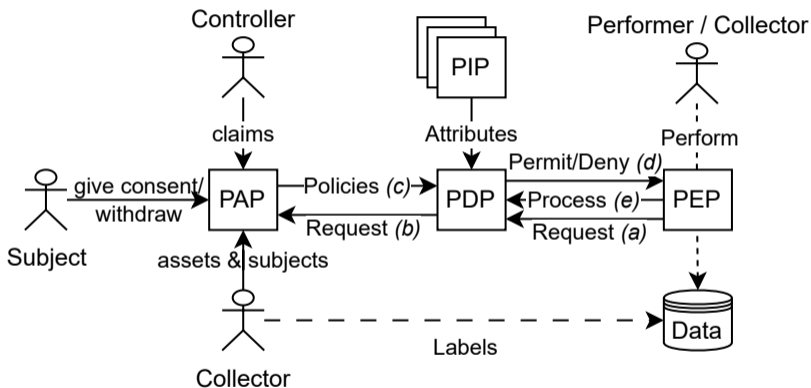 Controller
Performer / Collector
PIP
claims
Attributes
Perform
Permit/Deny (d)
give consent/
withdraw
PAP
Policies (c)
PDP
Process (e)
PEP
Request (b)
Request (a)
Subject
assets & subjects
Data
Labels
Collector